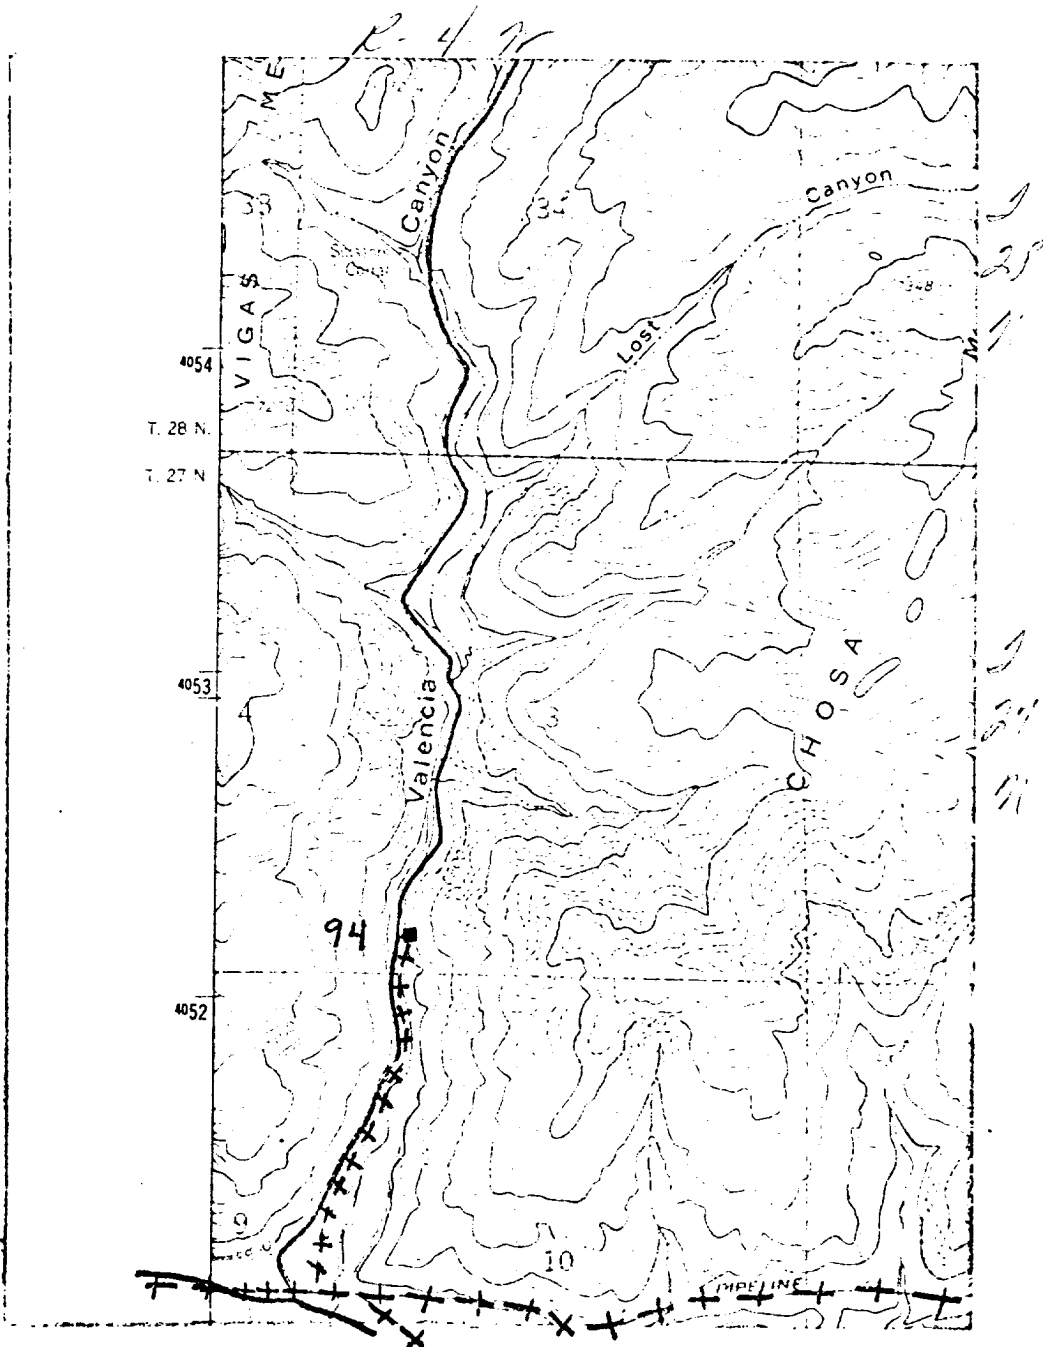 R-4
ME
Canyon
Canyon
33
34
VIGAS
Lost
4054
T. 28 N.
T. 27 N
CHOSA
4053
4
3
Valencia
94
4052
9
10
PIPELINE